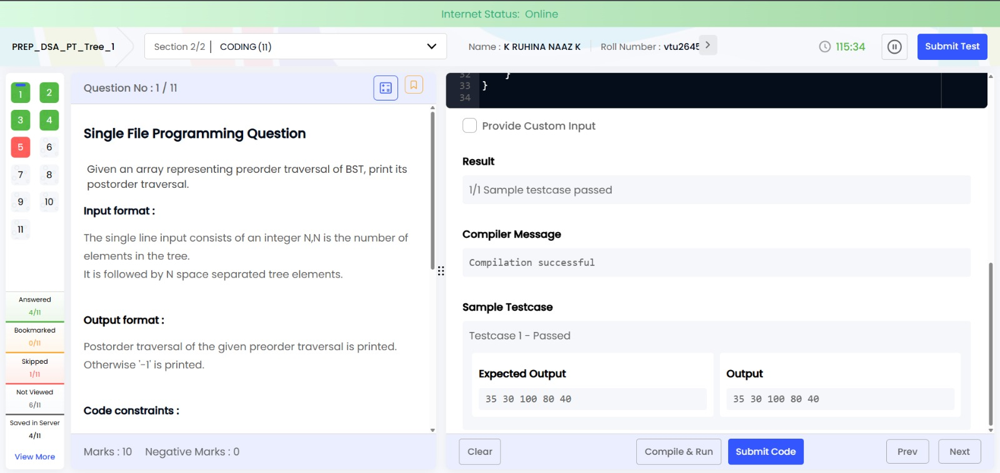 Internet Status: Online
PREP_DSA_PT_Tree_1
Section 2/2 | CODING (11)
Name : K RUHINA NAAZ K
Roll Number : vtu2645
115:34
Submit Test
1
2
3
4
5
6
7
8
9
10
11
Answered
4/11
Bookmarked
0/11
Skipped
1/11
Not Viewed
6/11
Saved in Server
4/11
View More
Question No : 1 / 11
Single File Programming Question
Given an array representing preorder traversal of BST, print its
postorder traversal.
Input format :
The single line input consists of an integer N,N is the number of
elements in the tree.
It is followed by N space separated tree elements.
Output format :
Postorder traversal of the given preorder traversal is printed.
Otherwise '-1' is printed.
Code constraints :
Marks : 10
Negative Marks : 0
32 }
33 }
34
Provide Custom Input
Result
1/1 Sample testcase passed
Compiler Message
Compilation successful
Sample Testcase
Testcase 1 - Passed
Expected Output
35 30 100 80 40
Output
35 30 100 80 40
Clear
Compile & Run
Submit Code
Prev
Next